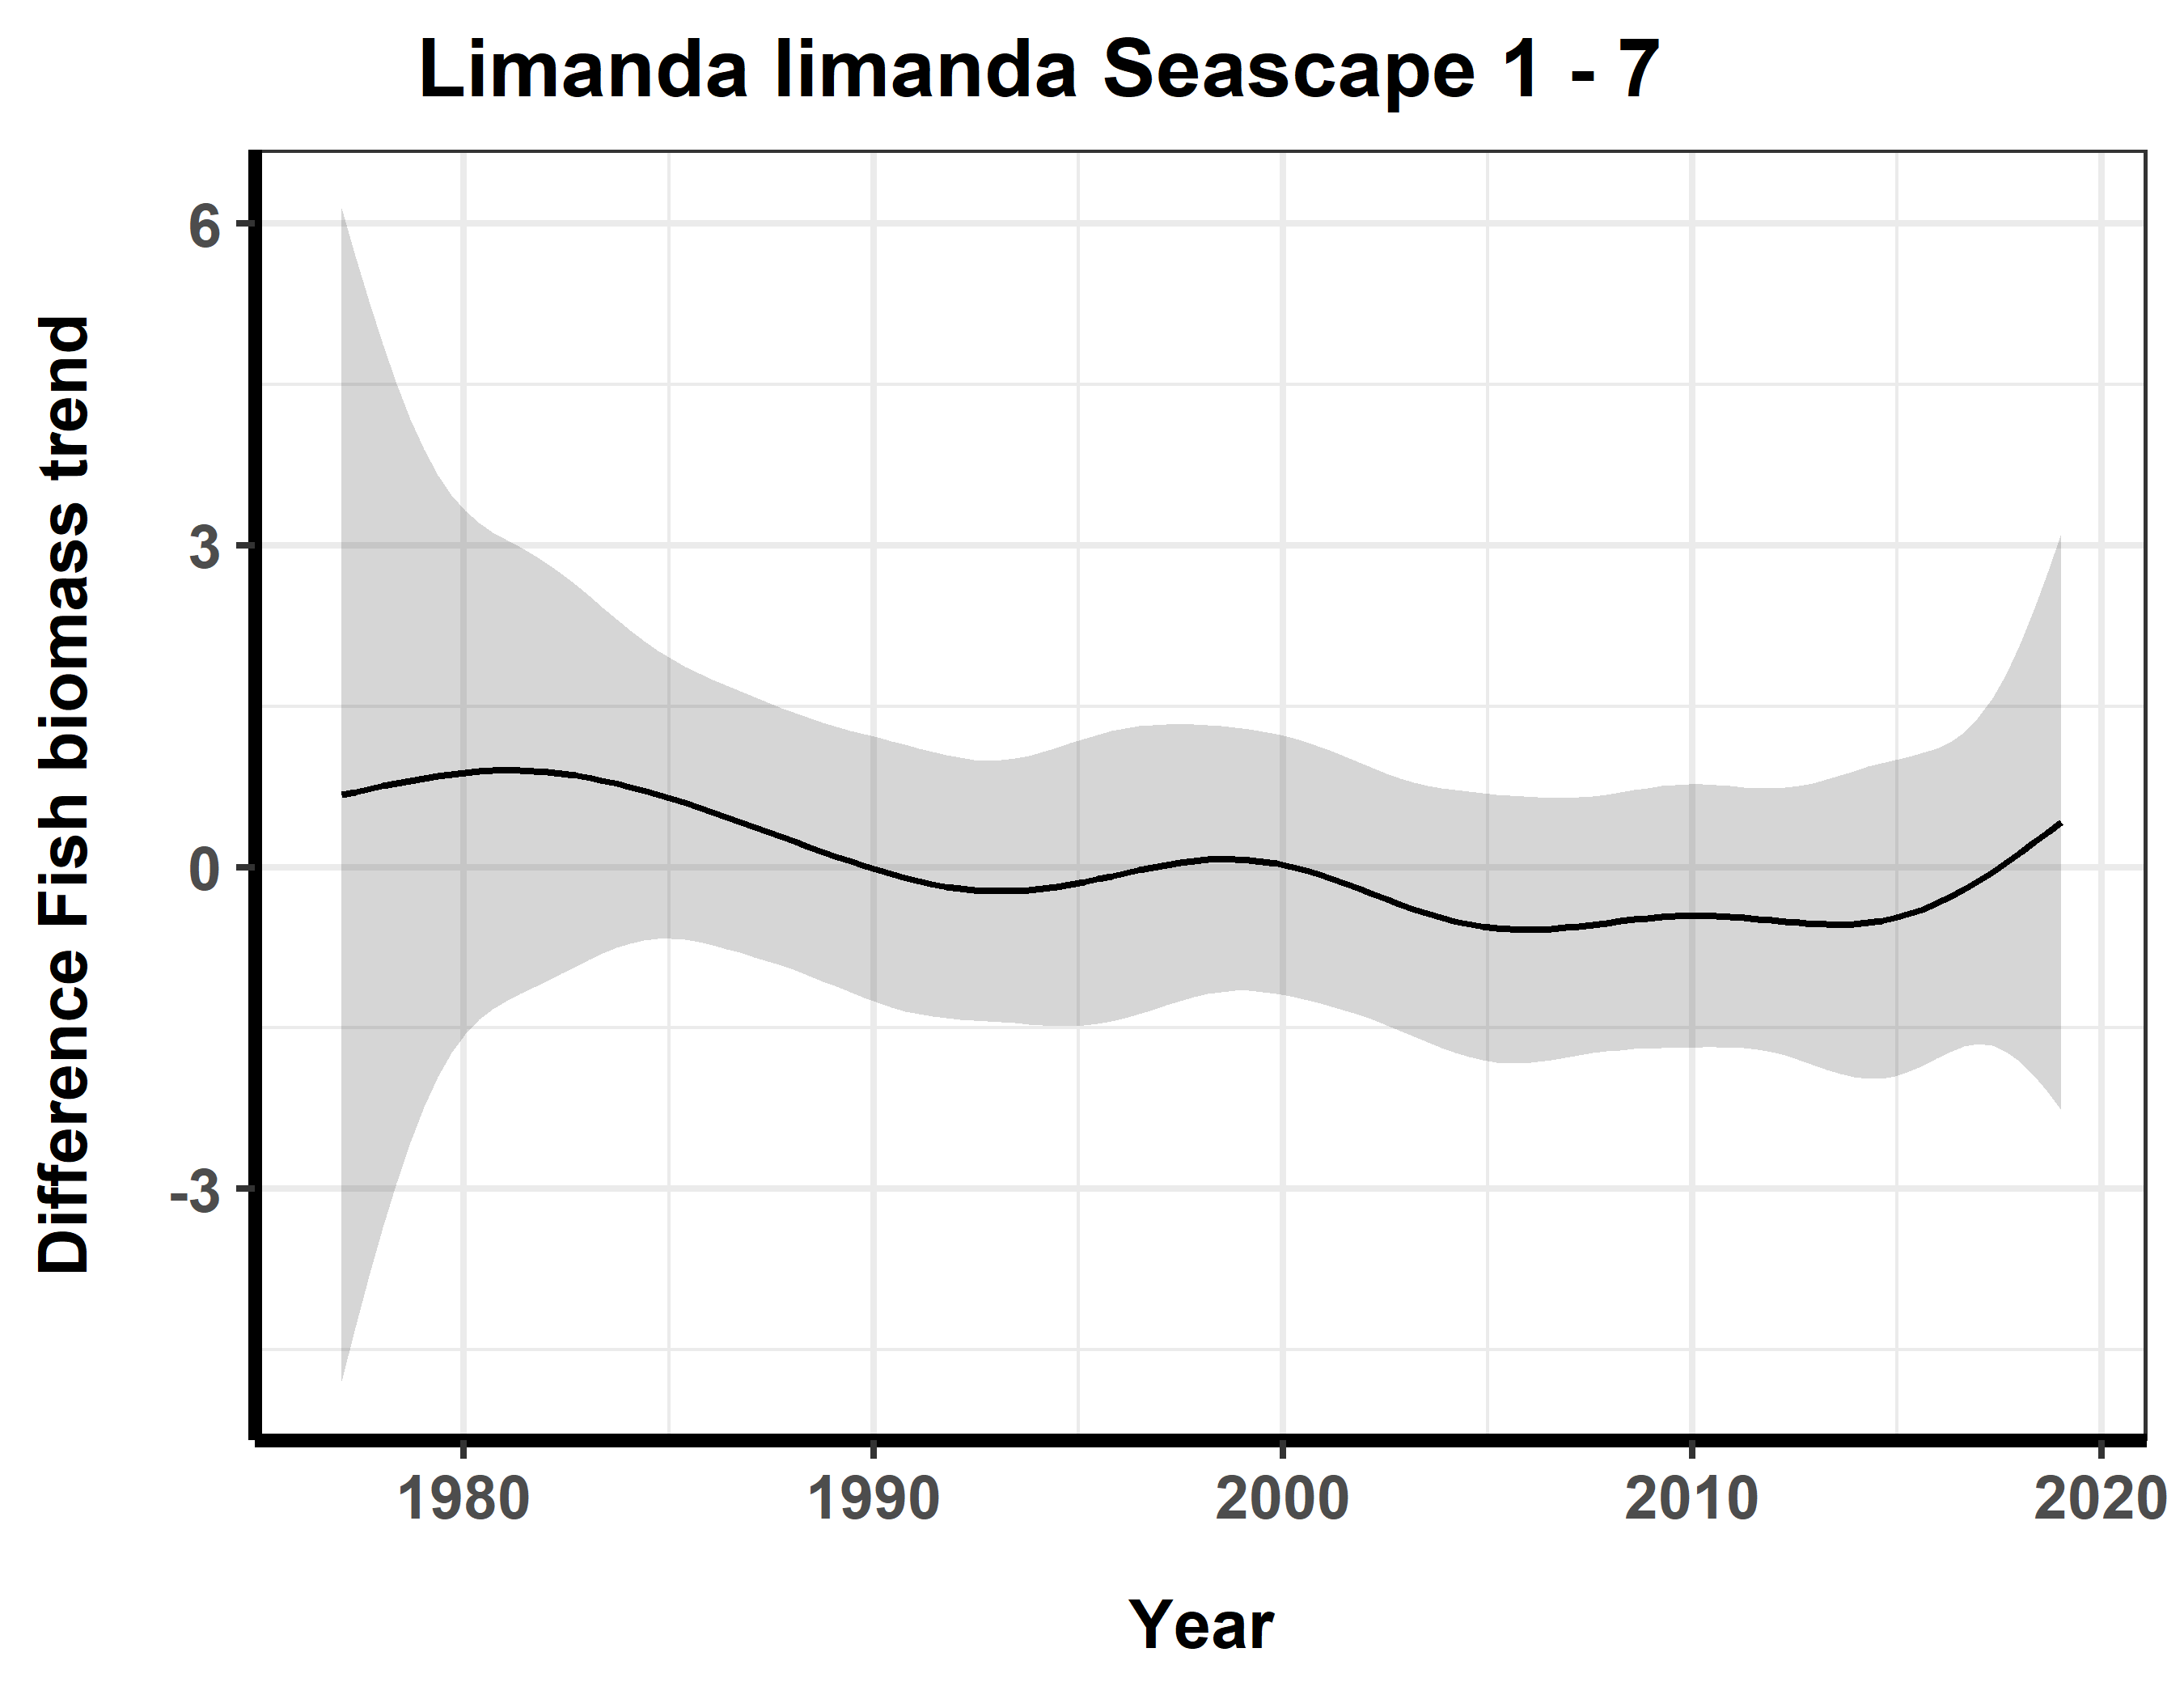 Limanda limanda Seascape 1 - 7
Difference Fish biomass trend
6
3
0
-3
1980 1990 2000 2010 2020
Year